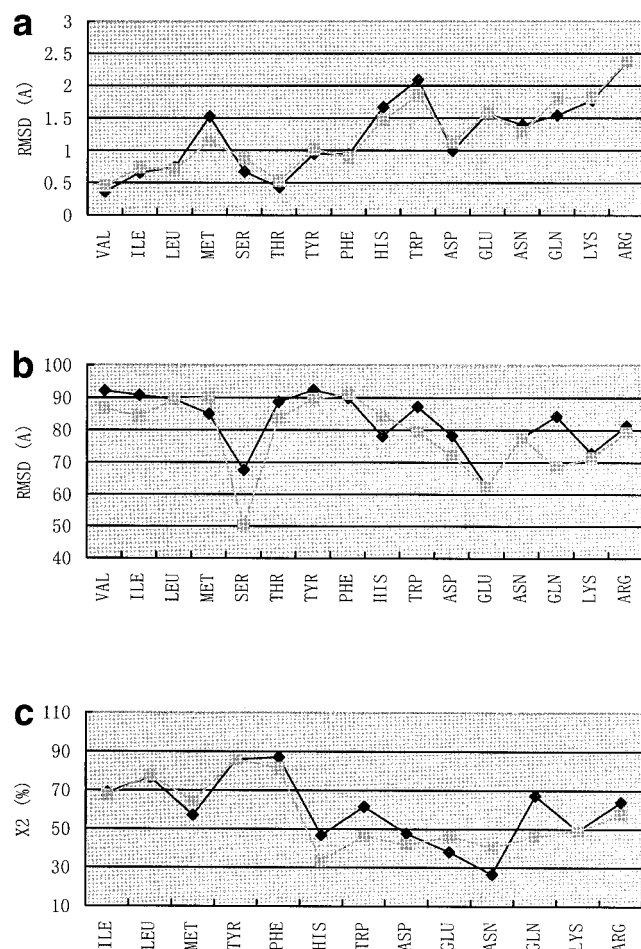 a
3
2.5
2
1.5
1
0.5
0
RMSD (A)
VAL ILE LEU MET SER THR TYR PHE HIS TRP ASP GLU ASN GLN LYS ARG
b
100
90
80
70
60
50
40
RMSD (A)
VAL ILE LEU MET SER THR TYR PHE HIS TRP ASP GLU ASN GLN LYS ARG
c
110
90
70
50
30
10
X2 (%)
ILE LEU MET TYR PHE HIS TRP ASP GLU ASN GLN LYS ARG